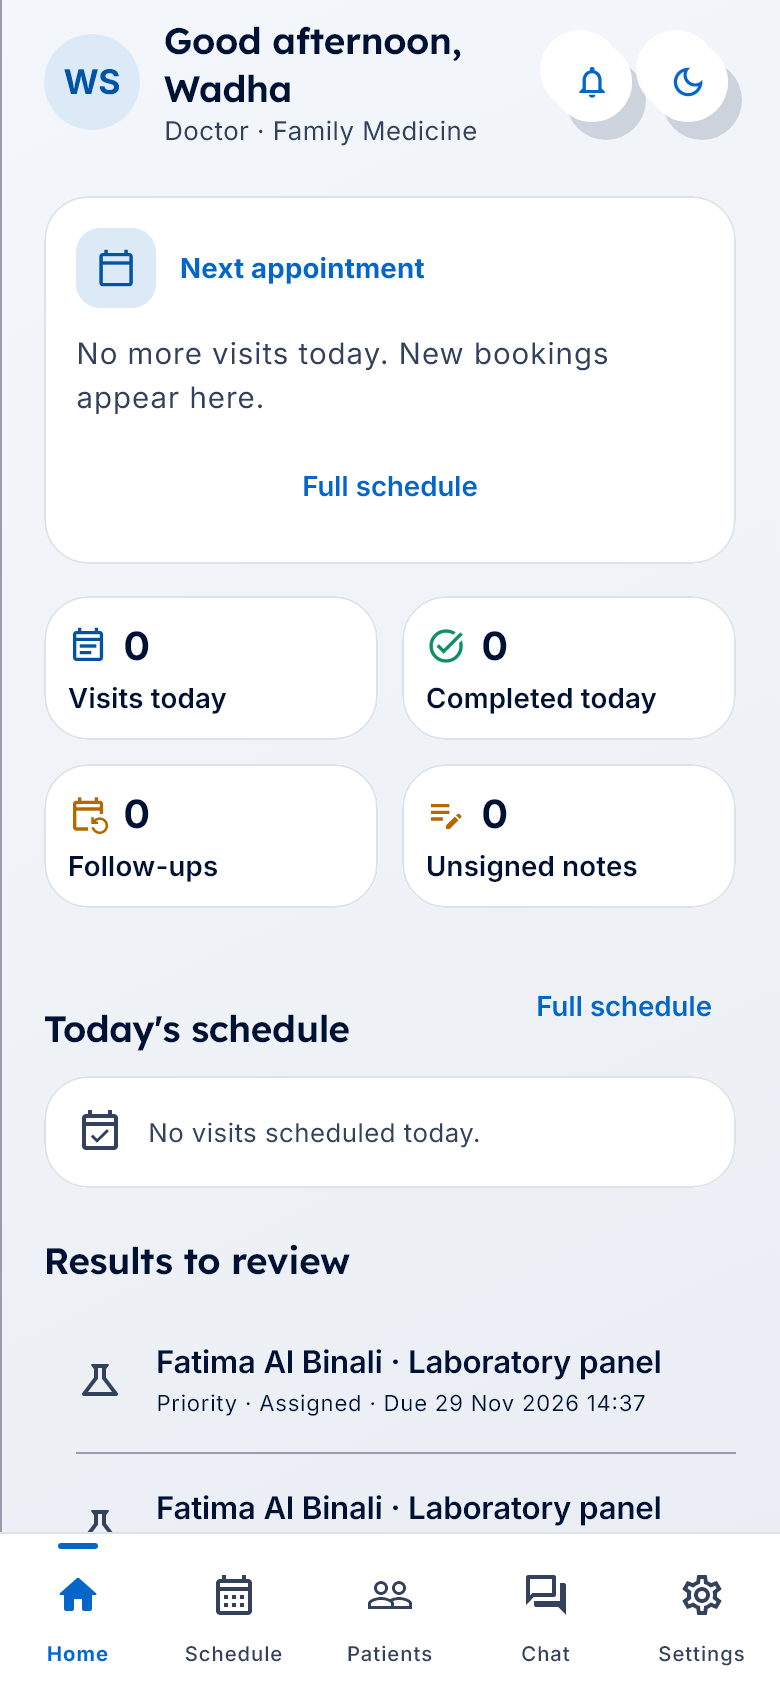 WS
Good afternoon,
Wadha
Doctor · Family Medicine
Next appointment
No more visits today. New bookings
appear here.
Full schedule
0
Visits today
0
Completed today
0
Follow-ups
0
Unsigned notes
Full schedule
Today's schedule
No visits scheduled today.
Results to review
Fatima Al Binali · Laboratory panel
Priority · Assigned · Due 29 Nov 2026 14:37
Fatima Al Binali · Laboratory panel
Home
Schedule
Patients
Chat
Settings